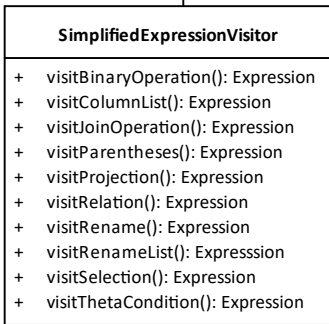 SimplifiedExpressionVisitor
+ visitBinaryOperation(): Expression
+ visitColumnList(): Expression
+ visitJoinOperation(): Expression
+ visitParentheses(): Expression
+ visitProjection(): Expression
+ visitRelation(): Expression
+ visitRename(): Expression
+ visitRenameList(): Expresssion
+ visitSelection(): Expression
+ visitThetaCondition(): Expression